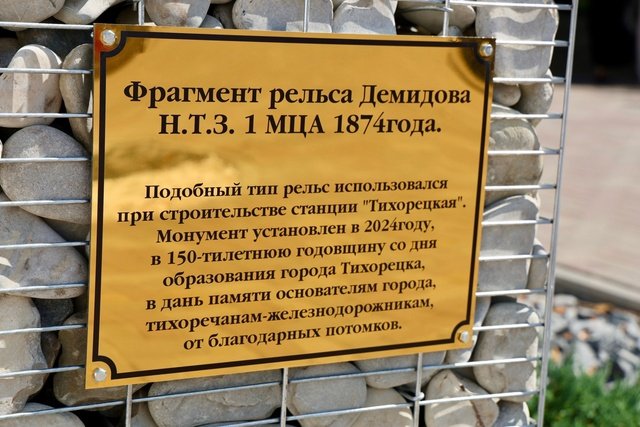 Фрагмент рельса Демидова
Н.Т.З. 1 МЦА 1874года.
Подобный тип рельс использовался
при строительстве станции "Тихорецкая".
Монумент установлен в 2024году,
в 150-тилетнюю годовщину со дня
образования города Тихорецка,
в дань памяти основателям города,
тихоречанам-железнодорожникам,
от благодарных потомков.